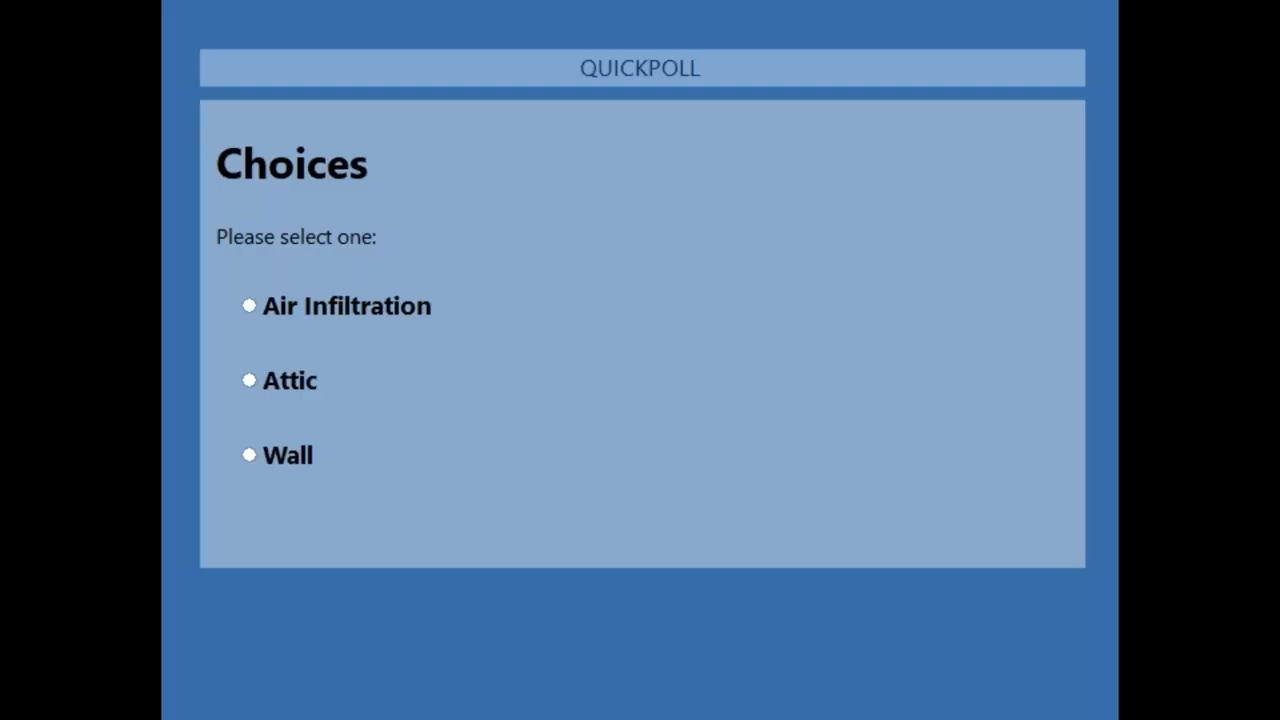 QUICKPOLL
Choices
Please select one:
Air Infiltration
Attic
Wall